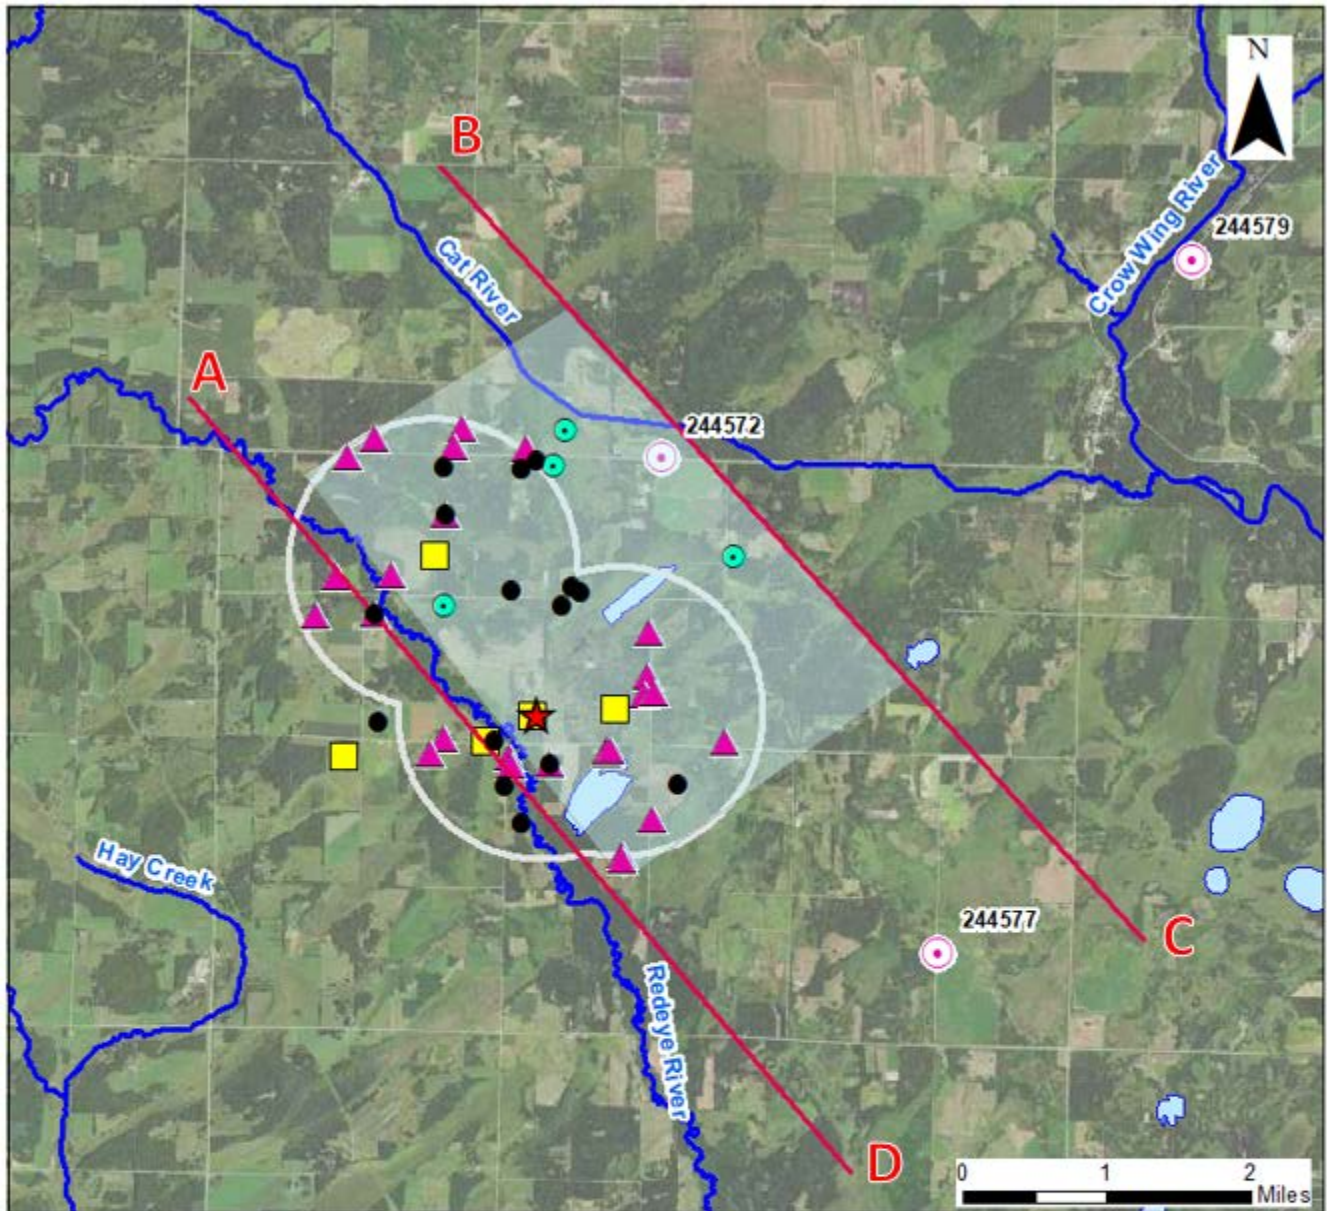 N
B
Cat River
Crow Wing River
244579
A
244572
Hay Creek
244577
C
Redeye River
D
0 1 2
Miles